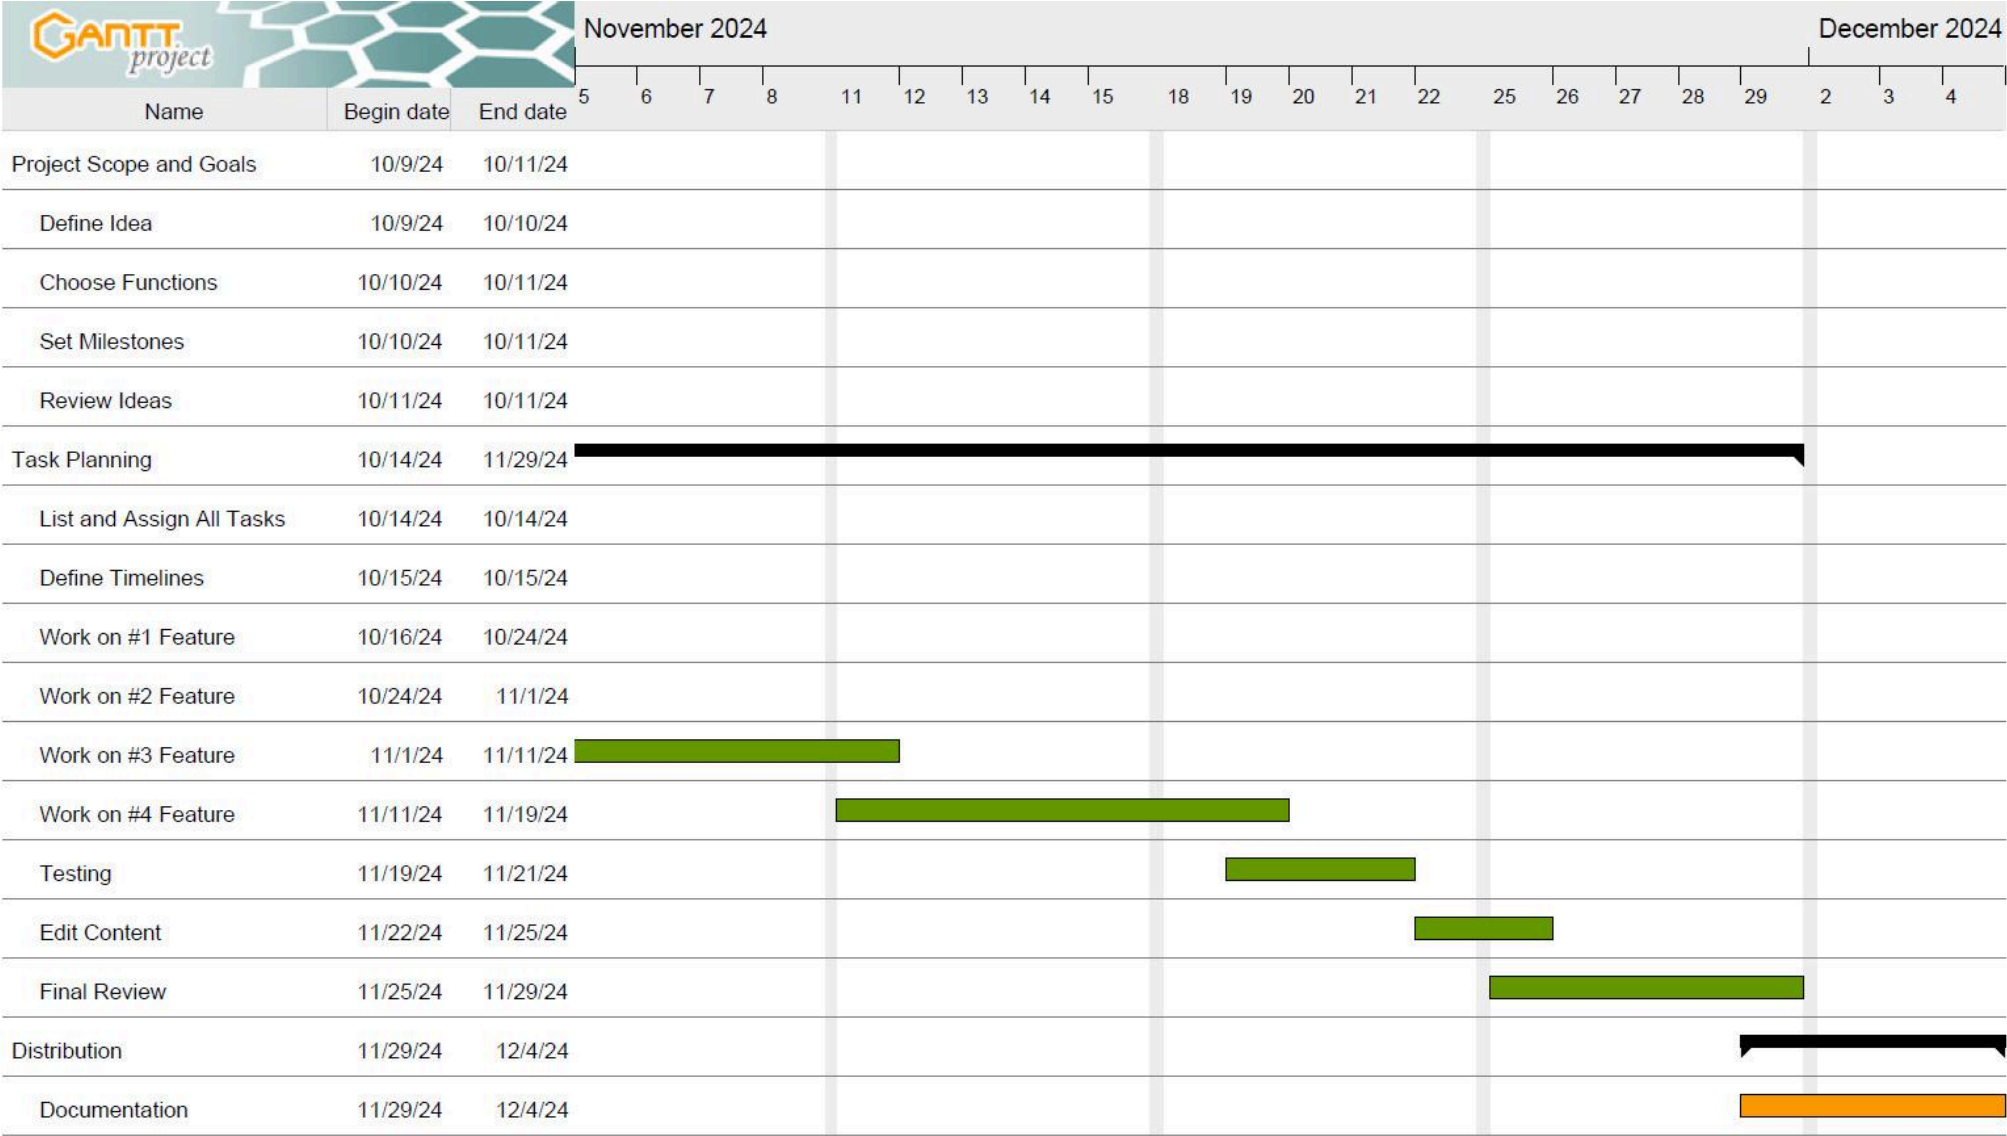 GANTT
project
November 2024 December 2024
5 6 7 8 11 12 13 14 15 18 19 20 21 22 25 26 27 28 29 2 3 4
Name Begin date End date
Project Scope and Goals 10/9/24 10/11/24
Define Idea 10/9/24 10/10/24
Choose Functions 10/10/24 10/11/24
Set Milestones 10/10/24 10/11/24
Review Ideas 10/11/24 10/11/24
Task Planning 10/14/24 11/29/24
List and Assign All Tasks 10/14/24 10/14/24
Define Timelines 10/15/24 10/15/24
Work on #1 Feature 10/16/24 10/24/24
Work on #2 Feature 10/24/24 11/1/24
Work on #3 Feature 11/1/24 11/11/24
Work on #4 Feature 11/11/24 11/19/24
Testing 11/19/24 11/21/24
Edit Content 11/22/24 11/25/24
Final Review 11/25/24 11/29/24
Distribution 11/29/24 12/4/24
Documentation 11/29/24 12/4/24